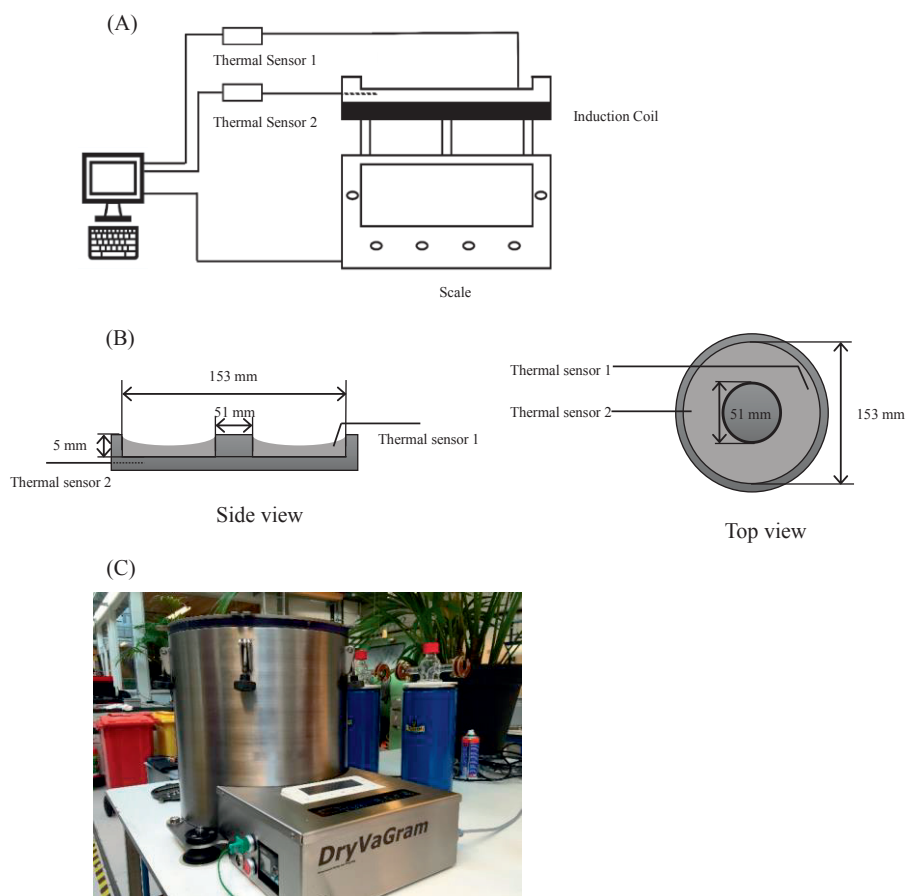 (A)
Thermal Sensor 1
Thermal Sensor 2
Induction Coil
Scale
(B)
153 mm
51 mm
5 mm
Thermal sensor 1
Thermal sensor 2
Side view
Thermal sensor 1
Thermal sensor 2
51 mm
153 mm
Top view
(C)
DryVaGram